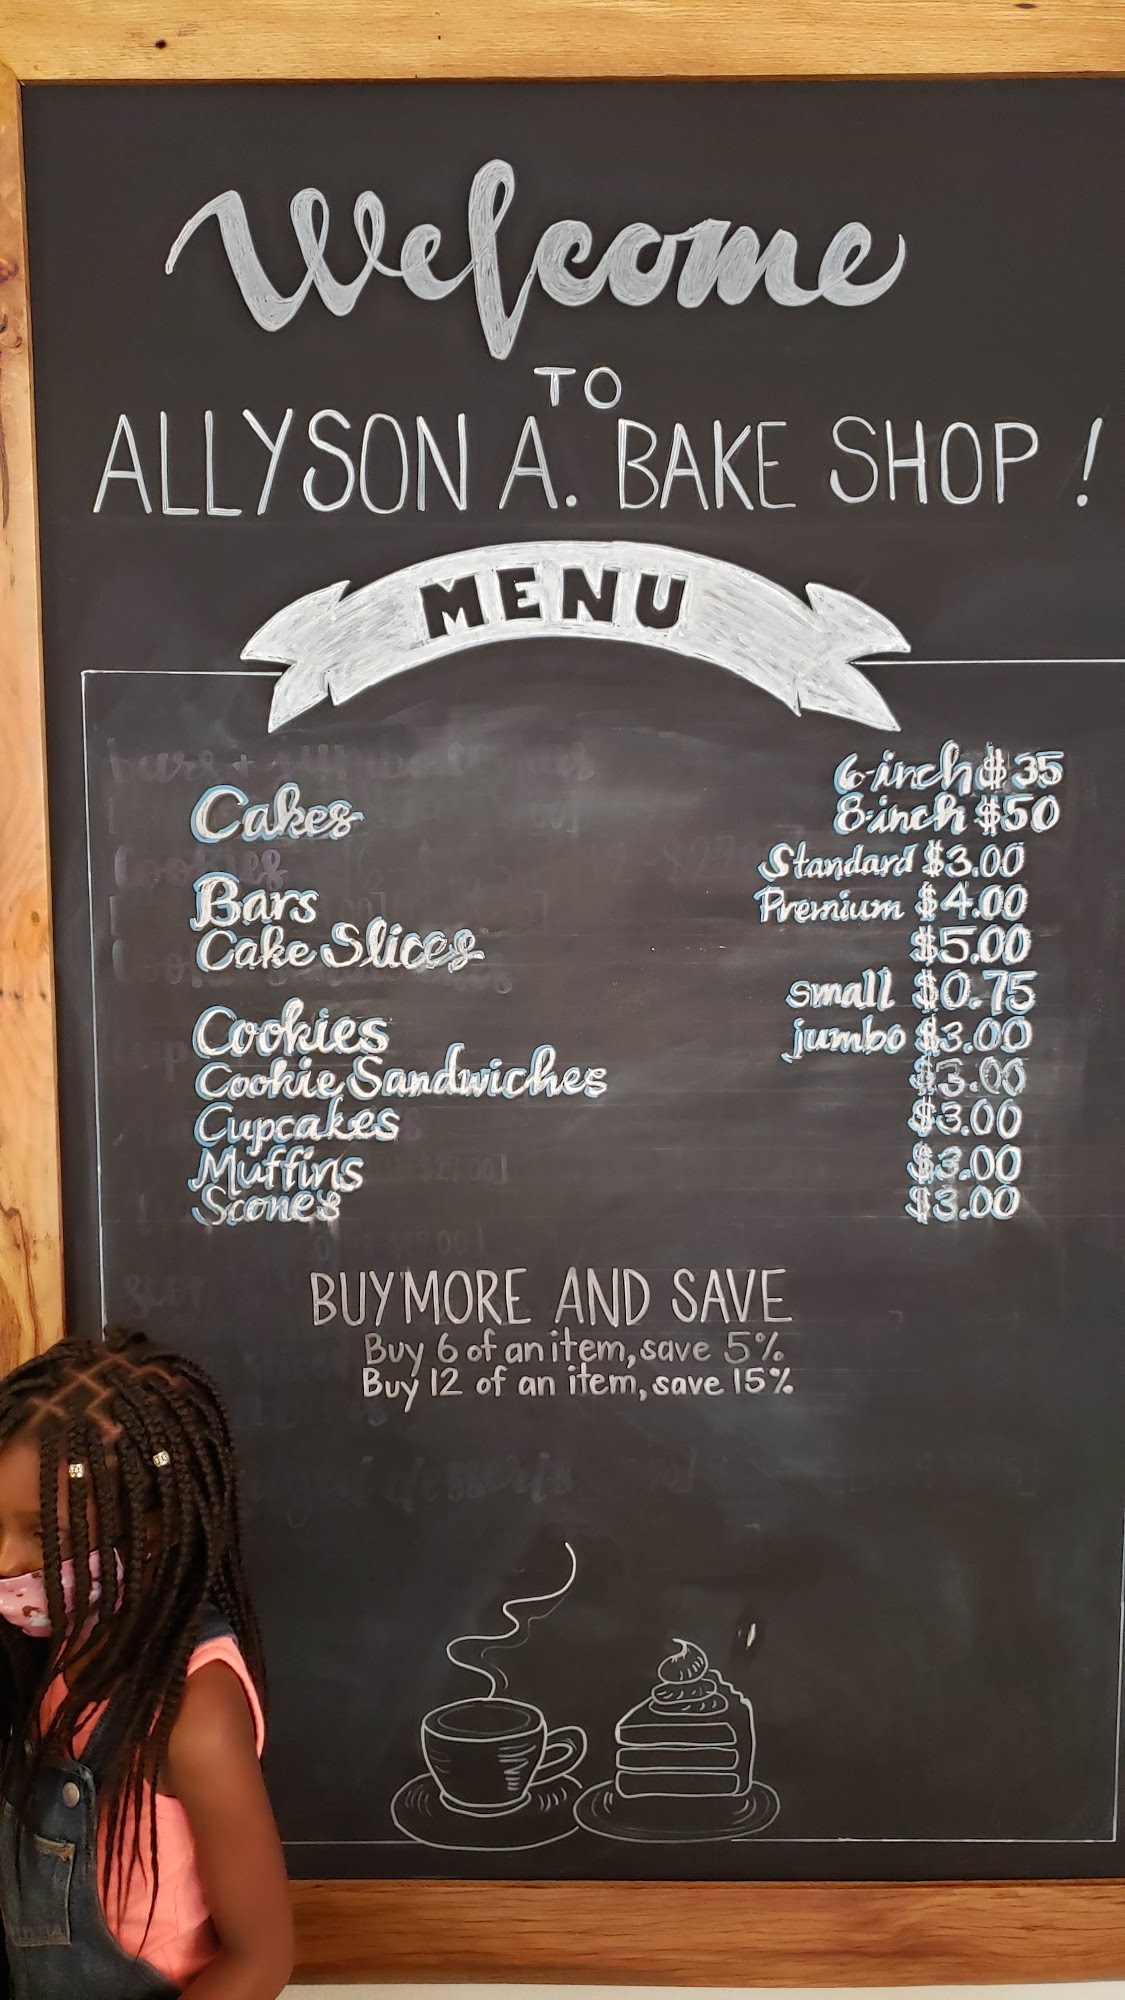 Welcome
TO
ALLYSON A. BAKE SHOP!
MENU
6-inch $35
Cakes 8-inch $50
Standard $3.00
Bars Premium $4.00
Cake Slices $5.00
small $0.75
Cookies jumbo $3.00
Cookie Sandwiches $3.00
Cupcakes $3.00
Muffins $3.00
Scones $3.00
BUY MORE AND SAVE
Buy 6 of an item, save 5%
Buy 12 of an item, save 15%